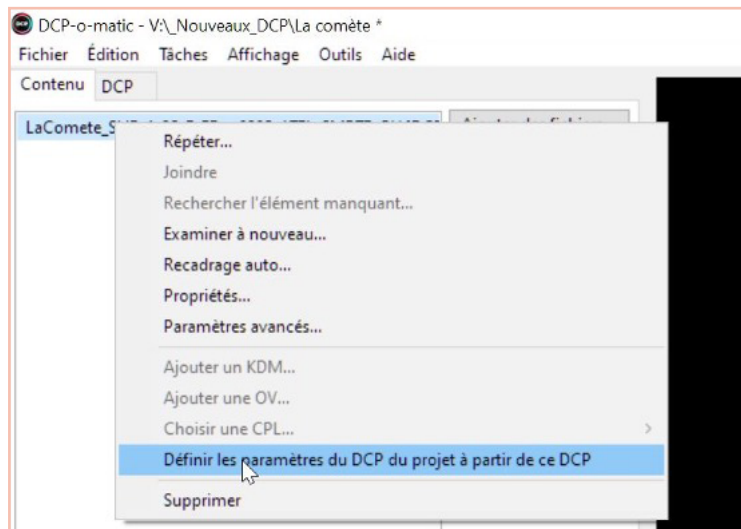 DCP-o-matic - V:\_Nouveaux_DCP\La comète *
Fichier Édition Tâches Affichage Outils Aide
Contenu DCP
Répéter...
Joindre
Rechercher l'élément manquant...
Examiner à nouveau...
Recadrage auto...
Propriétés...
Paramètres avancés...
Ajouter un KDM...
Ajouter une OV...
Choisir une CPL...
Définir les paramètres du DCP du projet à partir de ce DCP
Supprimer